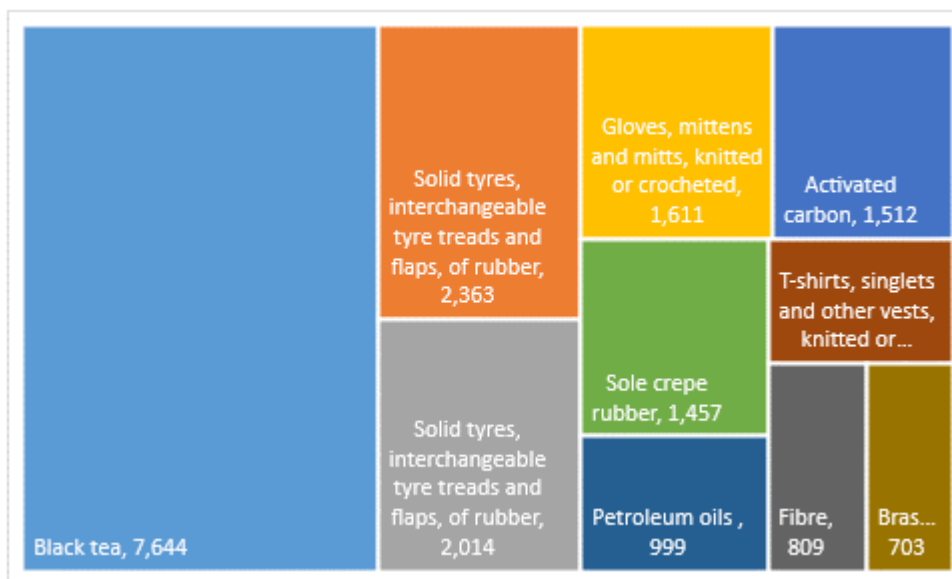 Black tea, 7,644
Solid tyres,
interchangeable
tyre treads and
flaps, of rubber,
2,363
Solid tyres,
interchangeable
tyre treads and
flaps, of rubber,
2,014
Gloves, mittens
and mitts, knitted
or crocheted,
1,611
Activated
carbon, 1,512
Sole crepe
rubber, 1,457
T-shirts, singlets
and other vests,
knitted or...
Petroleum oils ,
999
Fibre,
809
Bras...
703